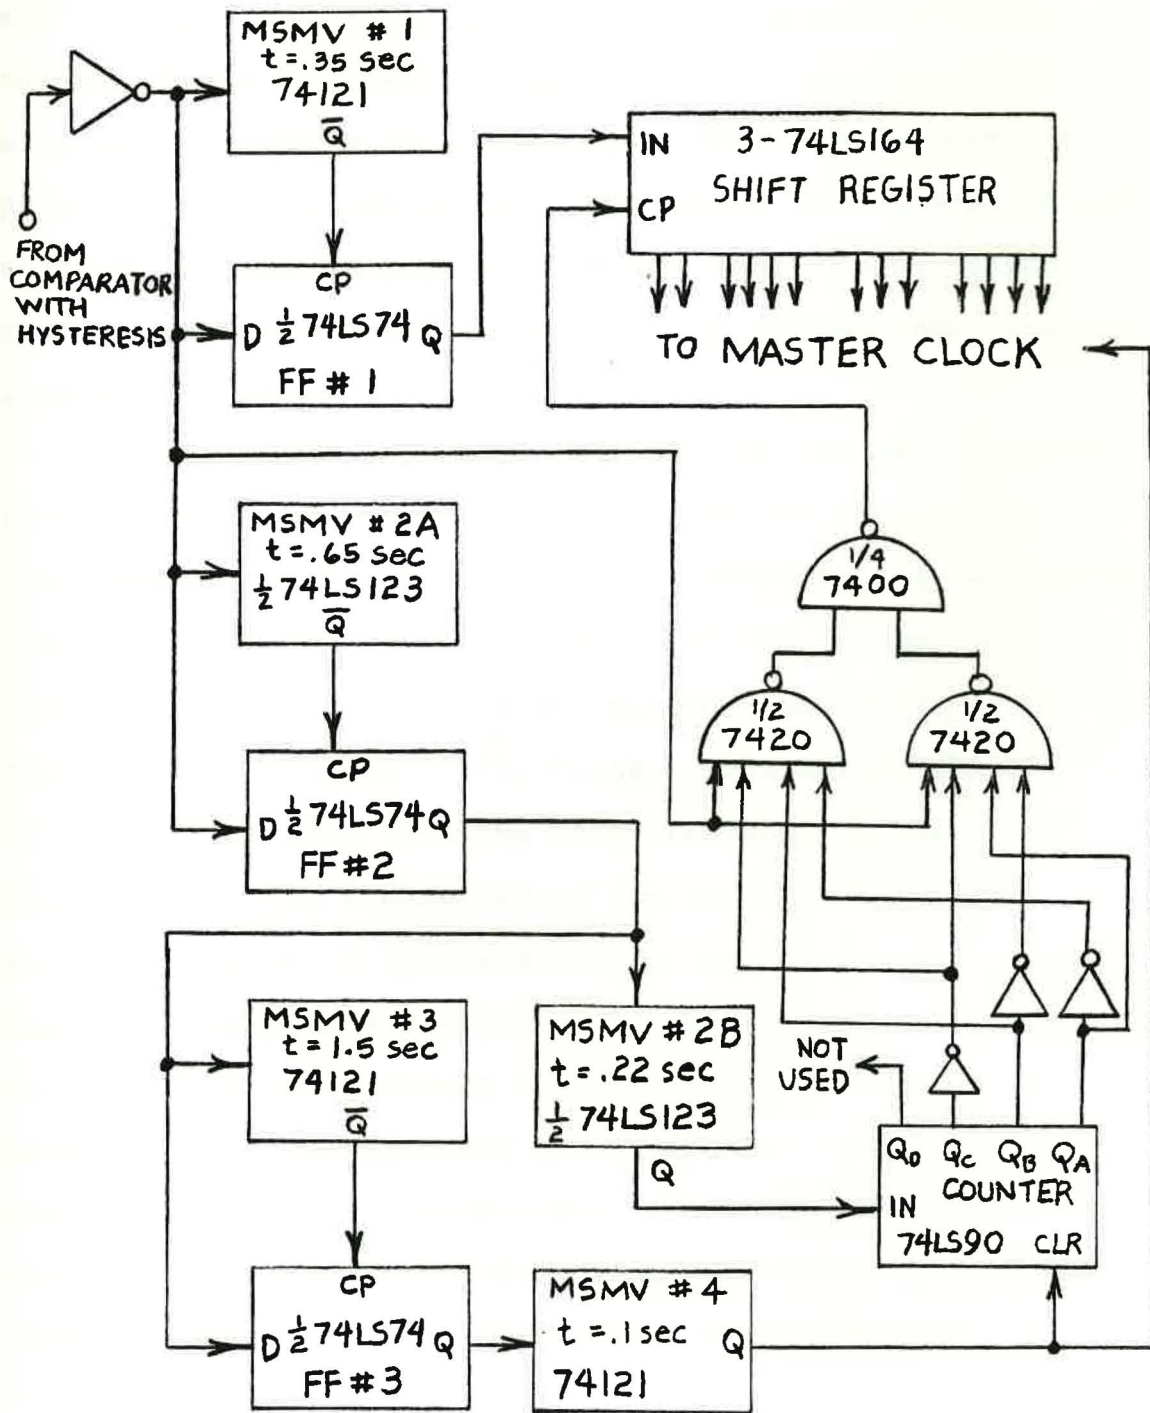 MSMV # 1
t = .35 sec
74121
Q̅
FROM
COMPARATOR
WITH
HYSTERESIS
IN 3-74LS164
SHIFT REGISTER
CP
TO MASTER CLOCK
CP
D ½ 74LS74 Q
FF # 1
MSMV # 2A
t = .65 sec
½ 74LS123
Q̅
1/4
7400
1/2
7420
1/2
7420
CP
D ½ 74LS74 Q
FF #2
MSMV # 3
t = 1.5 sec
74121
Q̅
MSMV # 2B
t = .22 sec
½ 74LS123
Q
NOT
USED
QD QC QB QA
COUNTER
IN
74LS90 CLR
CP
D ½ 74LS74 Q
FF #3
MSMV # 4
t = .1 sec Q
74121